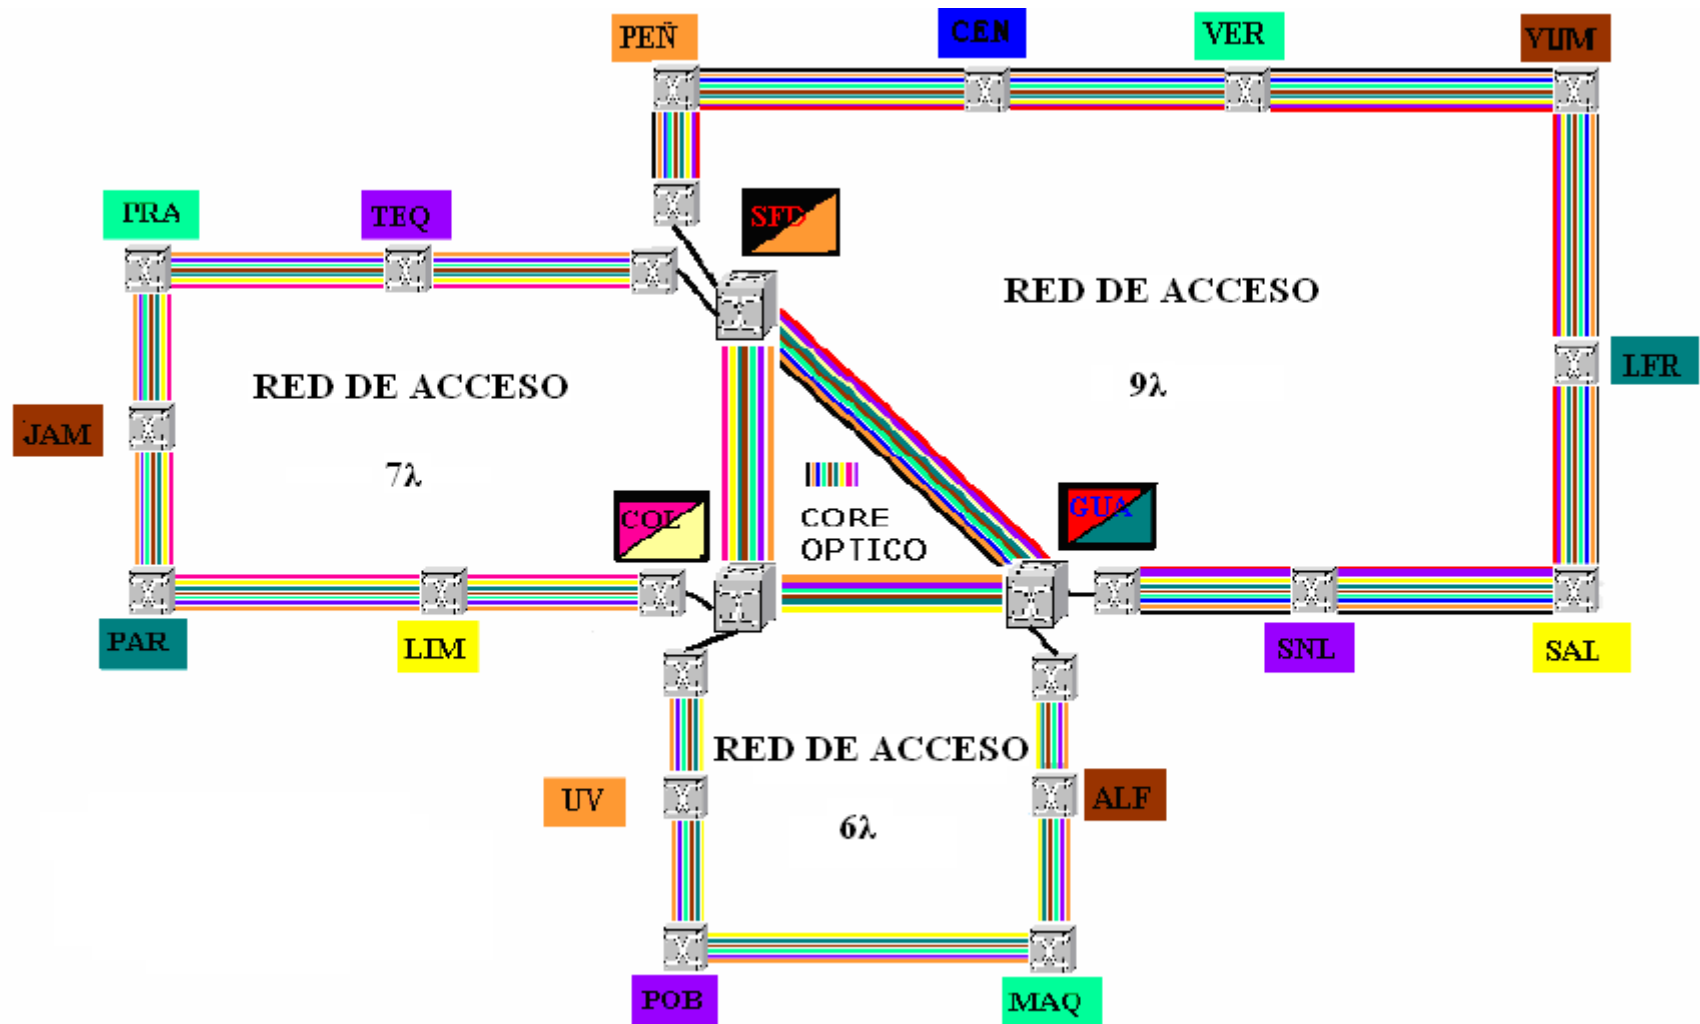 PEÑ
CEN
VER
YUM
PRA
TEQ
SFD
RED DE ACCESO
9λ
LFR
RED DE ACCESO
7λ
JAM
COL
CORE
OPTICO
GUA
PAR
LIM
SNL
SAL
RED DE ACCESO
6λ
UV
ALF
POB
MAQ